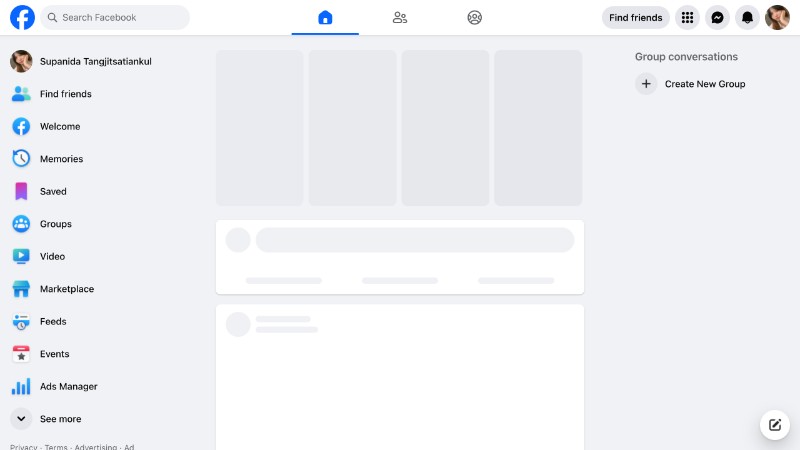 Search Facebook
Find friends
Supanida Tangjitsatiankul
Find friends
Welcome
Memories
Saved
Groups
Video
Marketplace
Feeds
Events
Ads Manager
See more
Privacy · Terms · Advertising · Ad
Group conversations
Create New Group